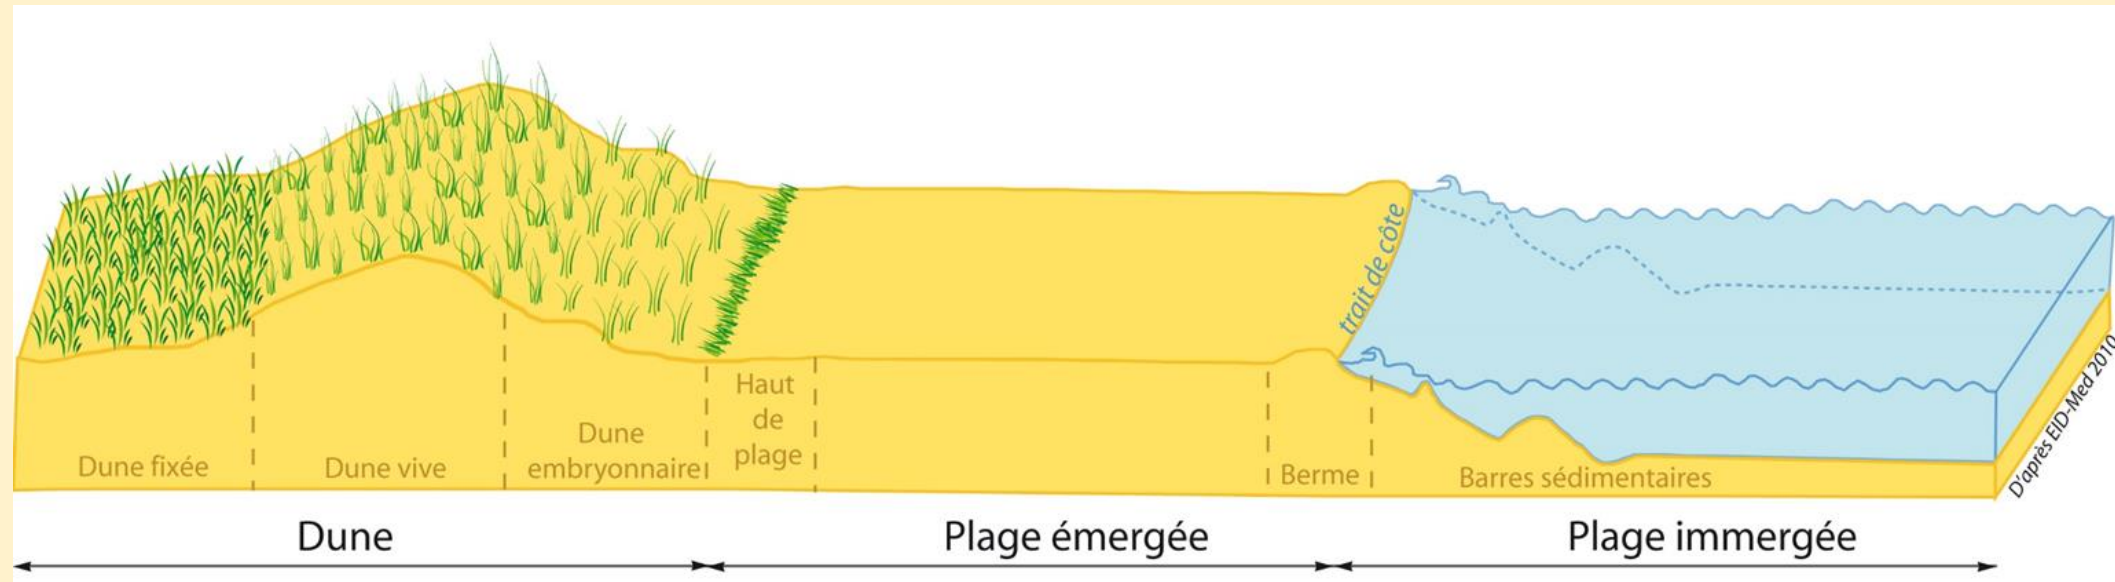 trait de côte
Haut
de
plage
Dune
embryonnaire
Dune fixée
Dune vive
Berme
Barres sédimentaires
D'après EID-Med 2010
Dune
Plage émergée
Plage immergée